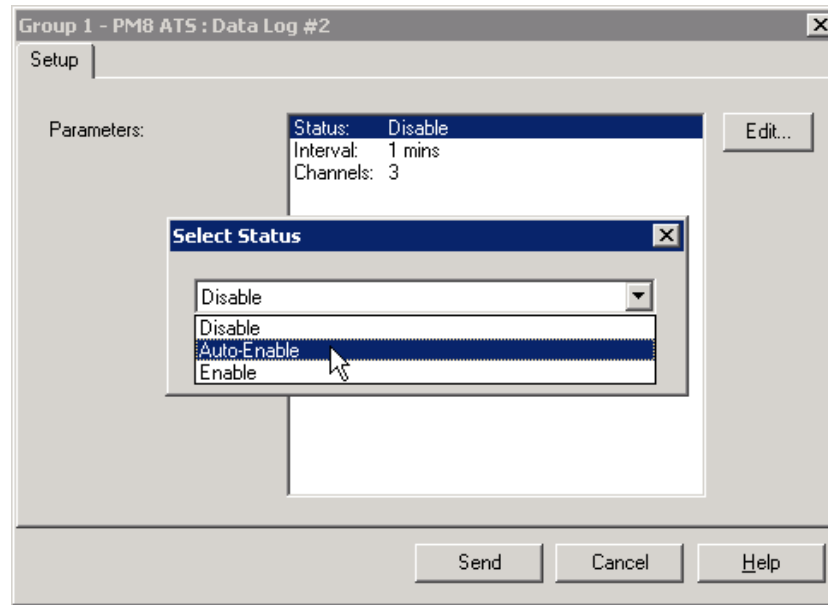 Group 1 - PM8 ATS : Data Log #2
Setup
Parameters:
Status: Disable
Edit...
Interval: 1 mins
Channels: 3
Select Status
Disable
Disable
Auto-Enable
Enable
Send
Cancel
Help